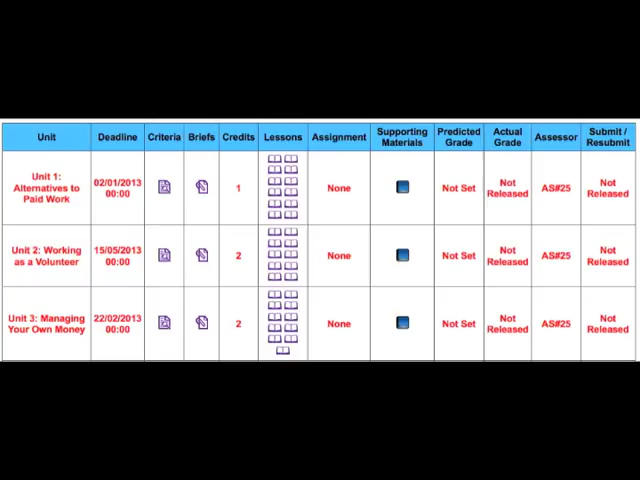 Unit Deadline Criteria Briefs Credits Lessons Assignment Supporting Materials Predicted Grade Actual Grade Assessor Submit / Resubmit
Unit 1: Alternatives to Paid Work 02/01/2013 00:00 1 None Not Set Not Released AS#25 Not Released
Unit 2: Working as a Volunteer 15/05/2013 00:00 2 None Not Set Not Released AS#25 Not Released
Unit 3: Managing Your Own Money 22/02/2013 00:00 2 None Not Set Not Released AS#25 Not Released